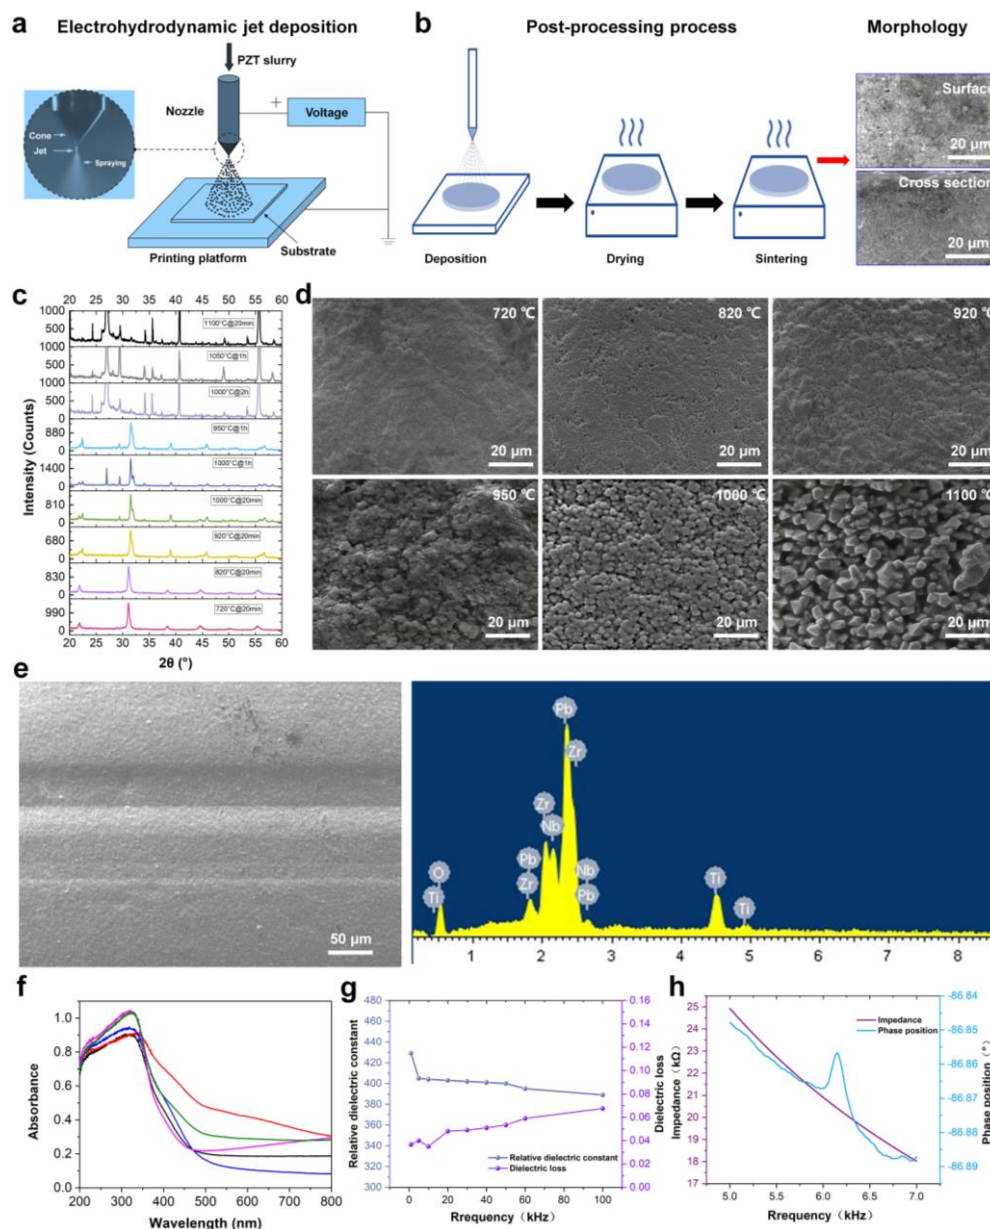 a Electrohydrodynamic jet deposition
PZT slurry
Nozzle
+
Voltage
Cone
Jet
Spraying
Substrate
Printing platform
b Post-processing process Morphology
Surface
20 μm
Cross section
20 μm
Deposition
Drying
Sintering
c
20 25 30 35 40 45 50 55 60
1000
500
1100°C@20min
1000
500
1050°C@1h
1000
500
1000°C@2h
0
880
0
950°C@1h
1400
0
1000°C@1h
810
0
1000°C@20min
680
0
920°C@20min
830
0
820°C@20min
990
0
720°C@20min
20 25 30 35 40 45 50 55 60
Intensity (Counts)
2θ (°)
d
720 ℃
20 μm
820 ℃
20 μm
920 ℃
20 μm
950 ℃
20 μm
1000 ℃
20 μm
1100 ℃
20 μm
e
50 μm
Pb
Zr
Zr
Nb
Pb
Zr
Nb
Pb
O
Ti
Ti
Ti
1 2 3 4 5 6 7 8
f
Absorbance
1.0
0.8
0.6
0.4
0.2
0.0
200 300 400 500 600 700 800
Wavelength (nm)
g
Relative dielectric constant
480
460
440
420
400
380
360
340
320
300
0 20 40 60 80 100
Rrequency（kHz）
Relative dielectric constant
Dielectric loss
0.16
0.14
0.12
0.10
0.08
0.06
0.04
0.02
0.00
Dielectric loss
h
Impedance (kΩ)
25
24
23
22
21
20
19
18
17
5.0 5.5 6.0 6.5 7.0
Rrequency（kHz）
Impedance
Phase position
-86.84
-86.85
-86.86
-86.87
-86.88
-86.89
Phase position（°）